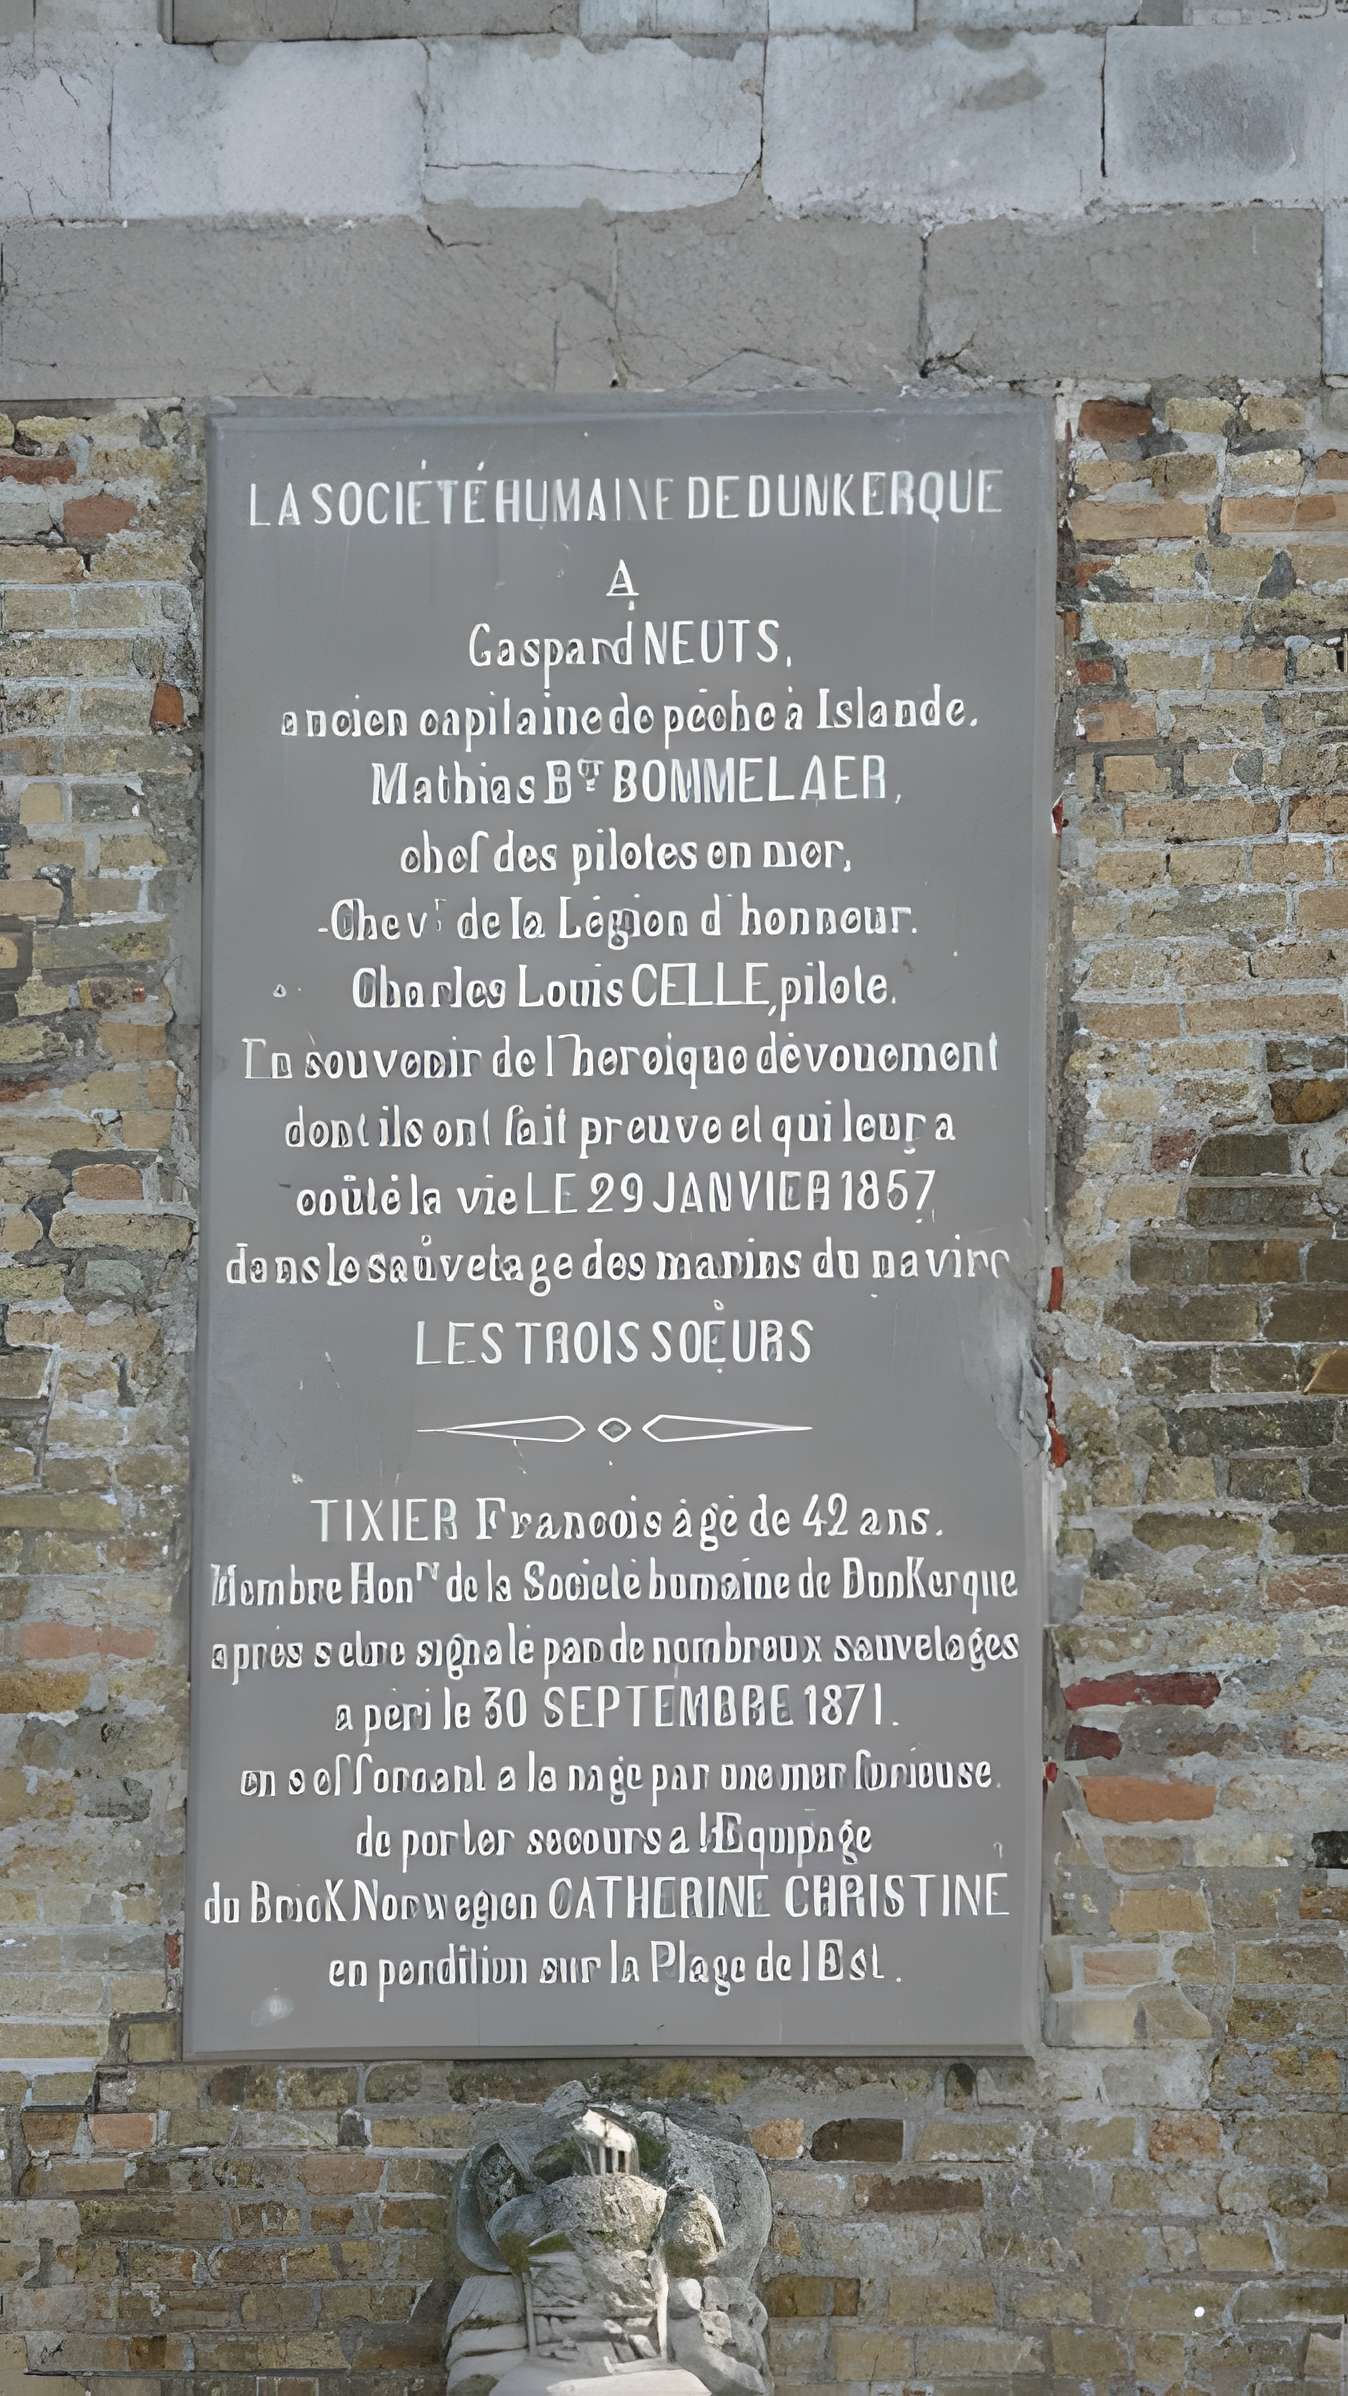 LA SOCIÉTÉ HUMAINE DE DUNKERQUE
A
Gaspard NEUTS,
ancien capitaine de pêche à Islande.
Mathias Bte BOMMELAER,
chef des pilotes en mer,
Chevr de la Légion d'honneur.
Charles Louis CELLE, pilote.
En souvenir de l'heroique dévouement
dont ils ont fait preuve et qui leur a
coûté la vie LE 29 JANVIER 1857
dans le sauvetage des marins du navire
LES TROIS SOEURS
TIXIER Francois âgé de 42 ans.
Membre Honre de la Société humaine de DunKerque
après s'etre signalé par de nombreux sauvetages
a péri le 30 SEPTEMBRE 1871.
en s'efforcant a la nage par une mer furieuse.
de porter secours a l'Equipage
du BricK Norwegien CATHERINE CHRISTINE
en perdition sur la Plage de l'Est.